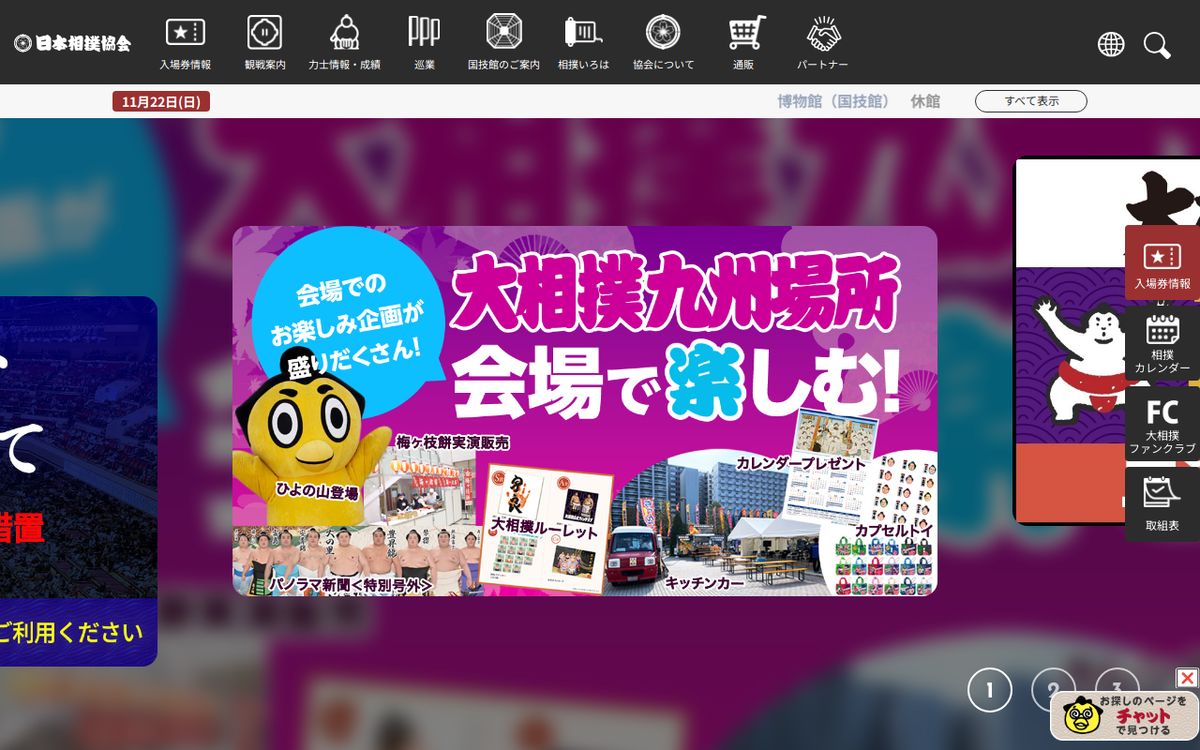 日本相撲協会
入場券情報
観戦案内
力士情報・成績
巡業
国技館のご案内
相撲いろは
協会について
通販
パートナー
11月22日(日)
博物館（国技館）
休館
すべて表示
会場での
お楽しみ企画が
盛りだくさん!
大相撲九州場所
会場で楽しむ!
梅ヶ枝餅実演販売
ひよの山登場
カレンダープレゼント
大相撲ルーレット
カプセルトイ
パノラマ新聞<特別号外>
キッチンカー
て
措置
ご利用ください
入場券情報
相撲
カレンダー
FC
大相撲
ファンクラブ
取組表
1
2
3
お探しのページを
チャット
で見つける